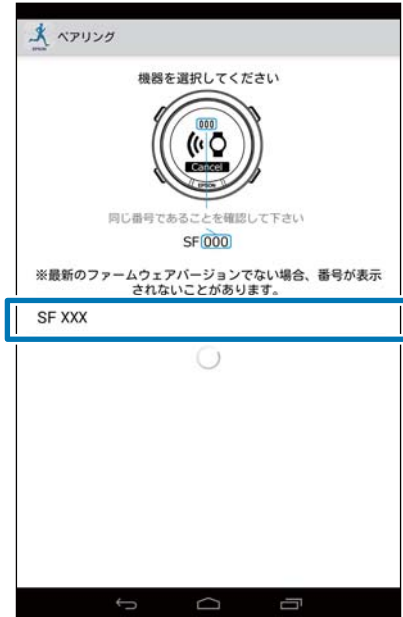 ペアリング
機器を選択してください
000
Cancel
EPSON
同じ番号であることを確認して下さい
SF 000
※最新のファームウェアバージョンでない場合、番号が表示
されないことがあります。
SF XXX